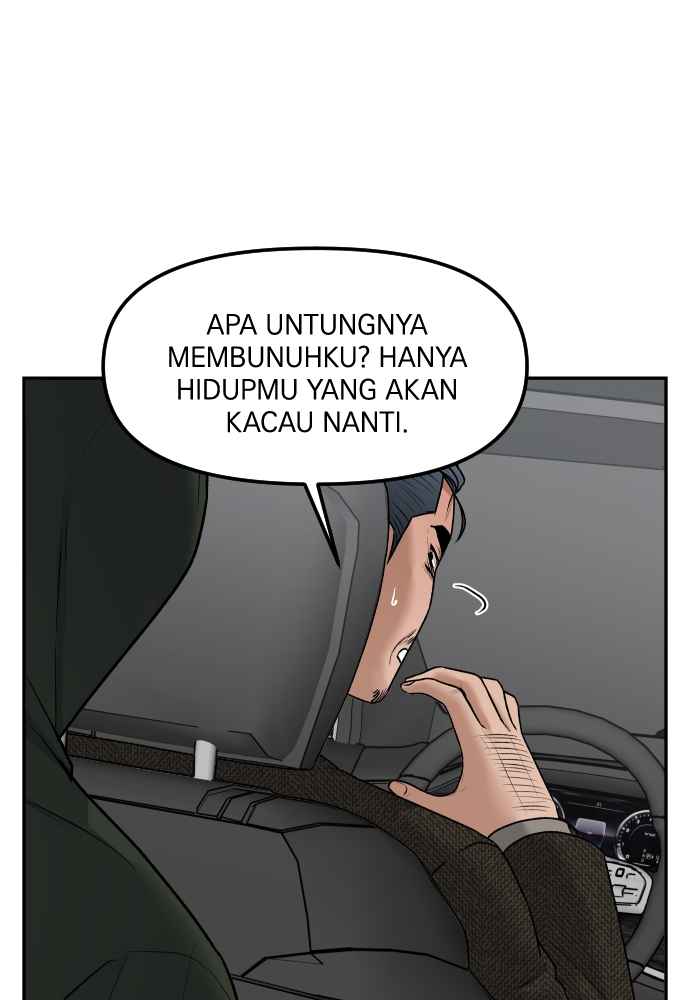 APA UNTUNGNYA
MEMBUNUHKU? HANYA
HIDUPMU YANG AKAN
KACAU NANTI.